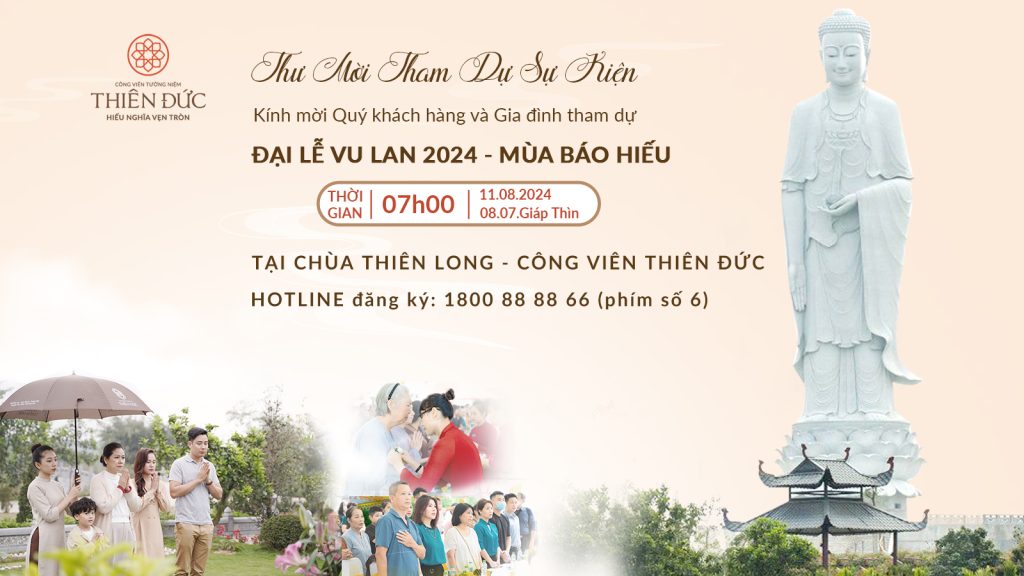 CÔNG VIÊN TƯỞNG NIỆM
THIÊN ĐỨC
HIẾU NGHĨA VẸN TRÒN
Thư Mời Tham Dự Sự Kiện
Kính mời Quý khách hàng và Gia đình tham dự
ĐẠI LỄ VU LAN 2024 - MÙA BÁO HIẾU
THỜI GIAN
07h00
11.08.2024
08.07.Giáp Thìn
TẠI CHÙA THIÊN LONG - CÔNG VIÊN THIÊN ĐỨC
HOTLINE đăng ký: 1800 88 88 66 (phím số 6)